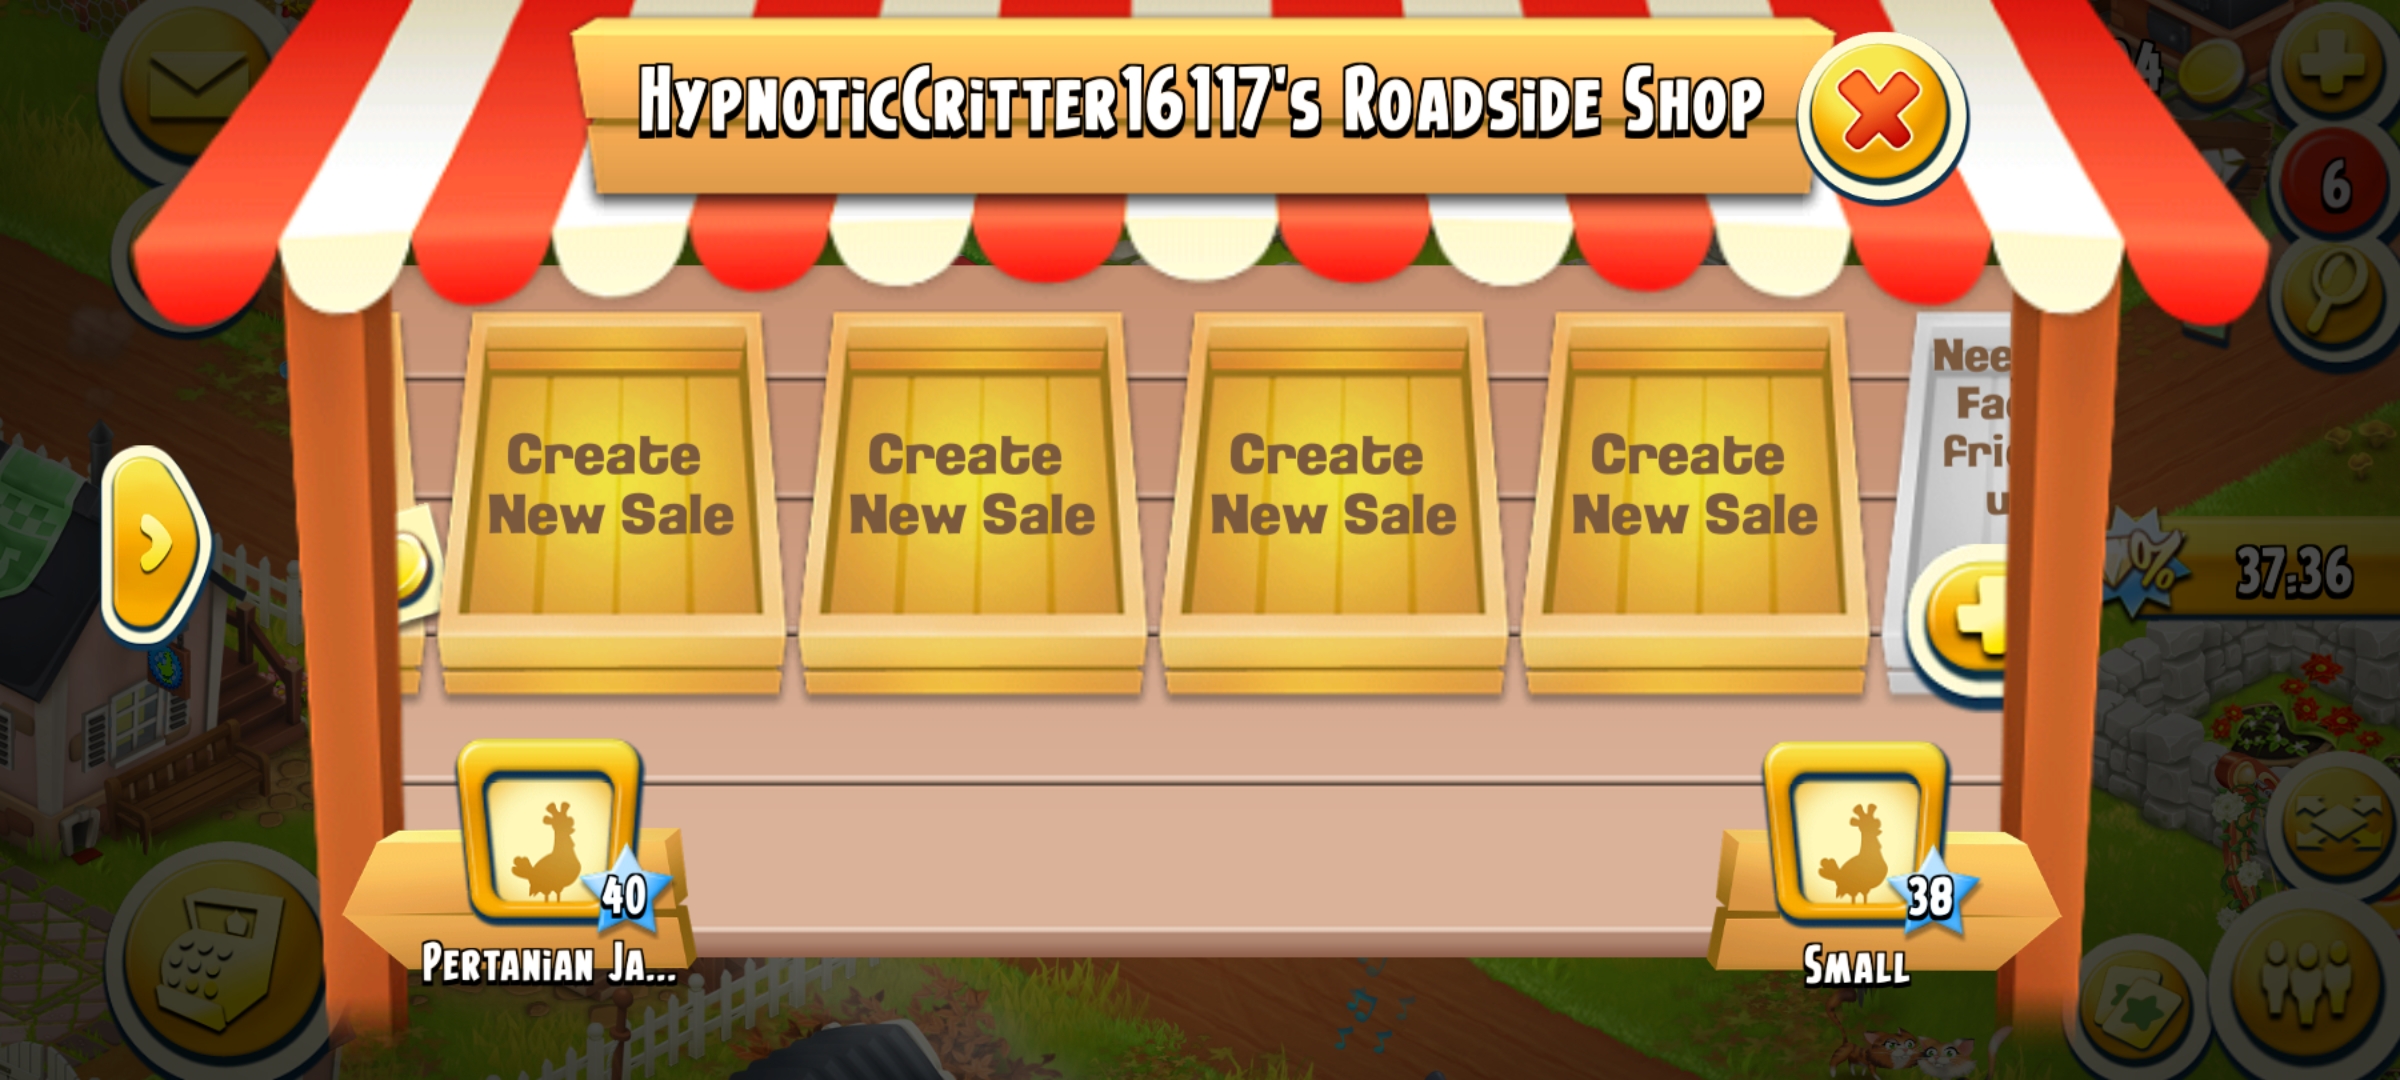 HYPNOTiCCRiTTER16117'S ROADSiDE SHOP
4
6
Create
New Sale
Create
New Sale
Create
New Sale
Create
New Sale
37:36
40
PERTANiAN JA...
38
SMALL